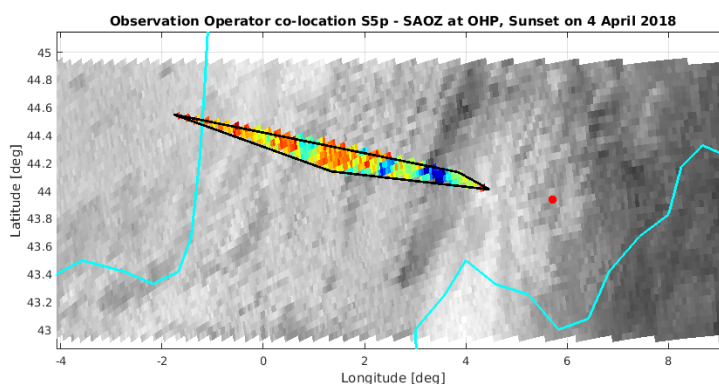 Observation Operator co-location S5p - SAOZ at OHP, Sunset on 4 April 2018
45
44.8
44.6
44.4
44.2
44
43.8
43.6
43.4
43.2
43
Latitude [deg]
-4 -2 0 2 4 6 8
Longitude [deg]